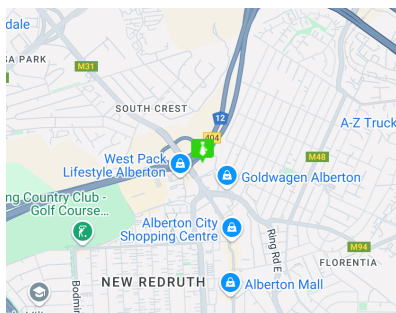 dale
SA PARK
M31
SOUTH CREST
12
404
A-Z Truck
West Pack
Lifestyle Alberton
M48
Goldwagen Alberton
ng Country Club -
Golf Course...
Alberton City
Shopping Centre
Ring Rd E
M94
FLORENTIA
NEW REDRUTH
Alberton Mall
Bodmin